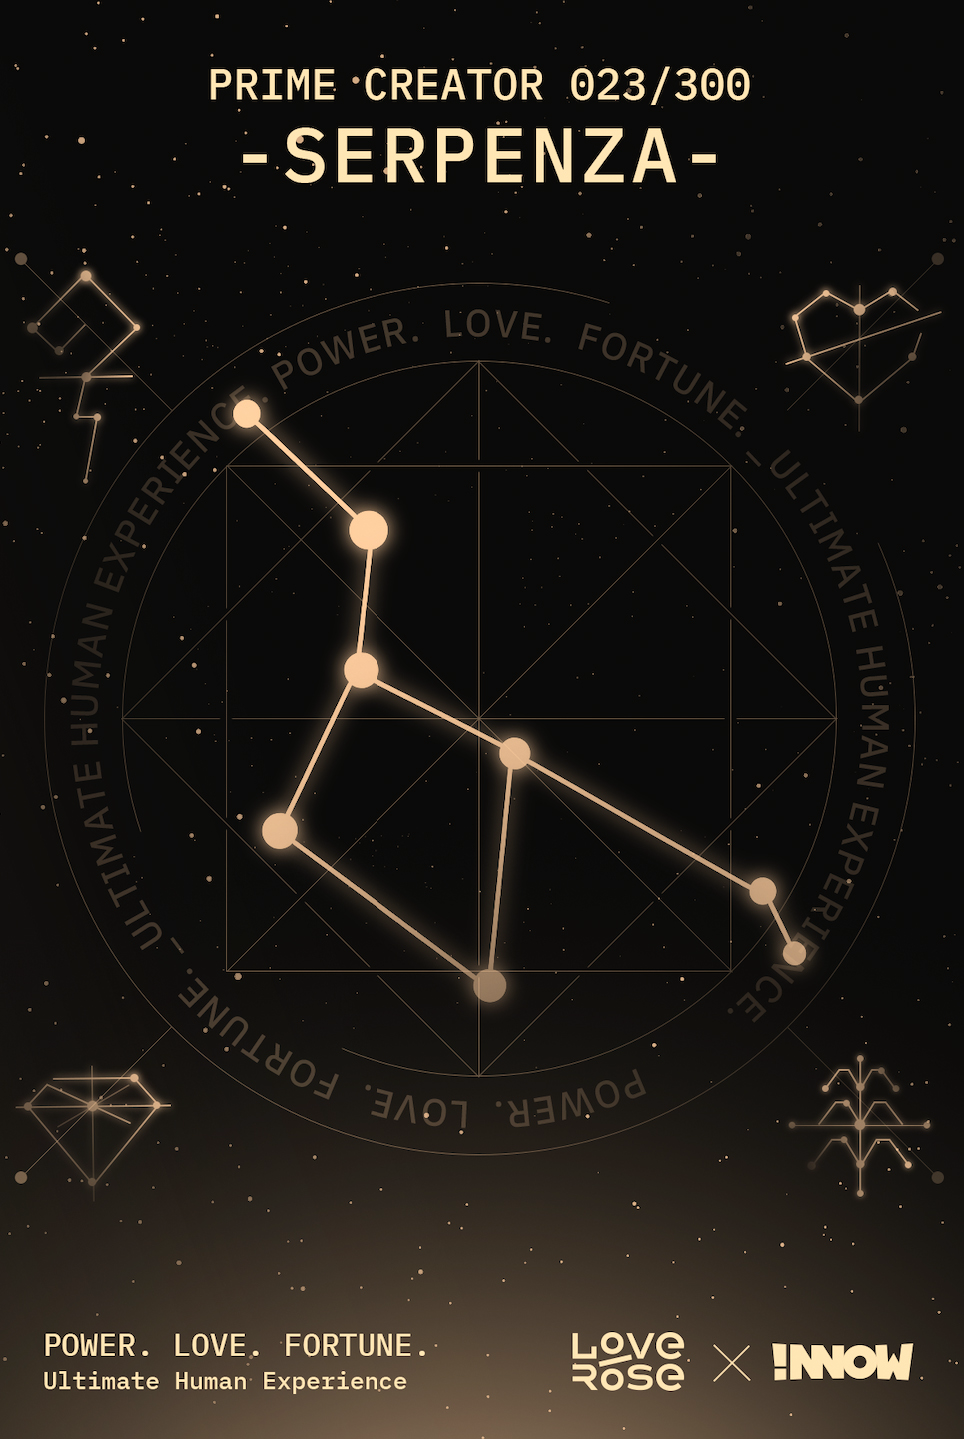 PRIME CREATOR 023/300
-SERPENZA-
POWER. LOVE. FORTUNE._ULTIMATE HUMAN EXPERIENCE.
POWER. LOVE. FORTUNE._ULTIMATE HUMAN EXPERIENCE.
POWER. LOVE. FORTUNE.
Ultimate Human Experience
LOVE
ROSE
!NNOW